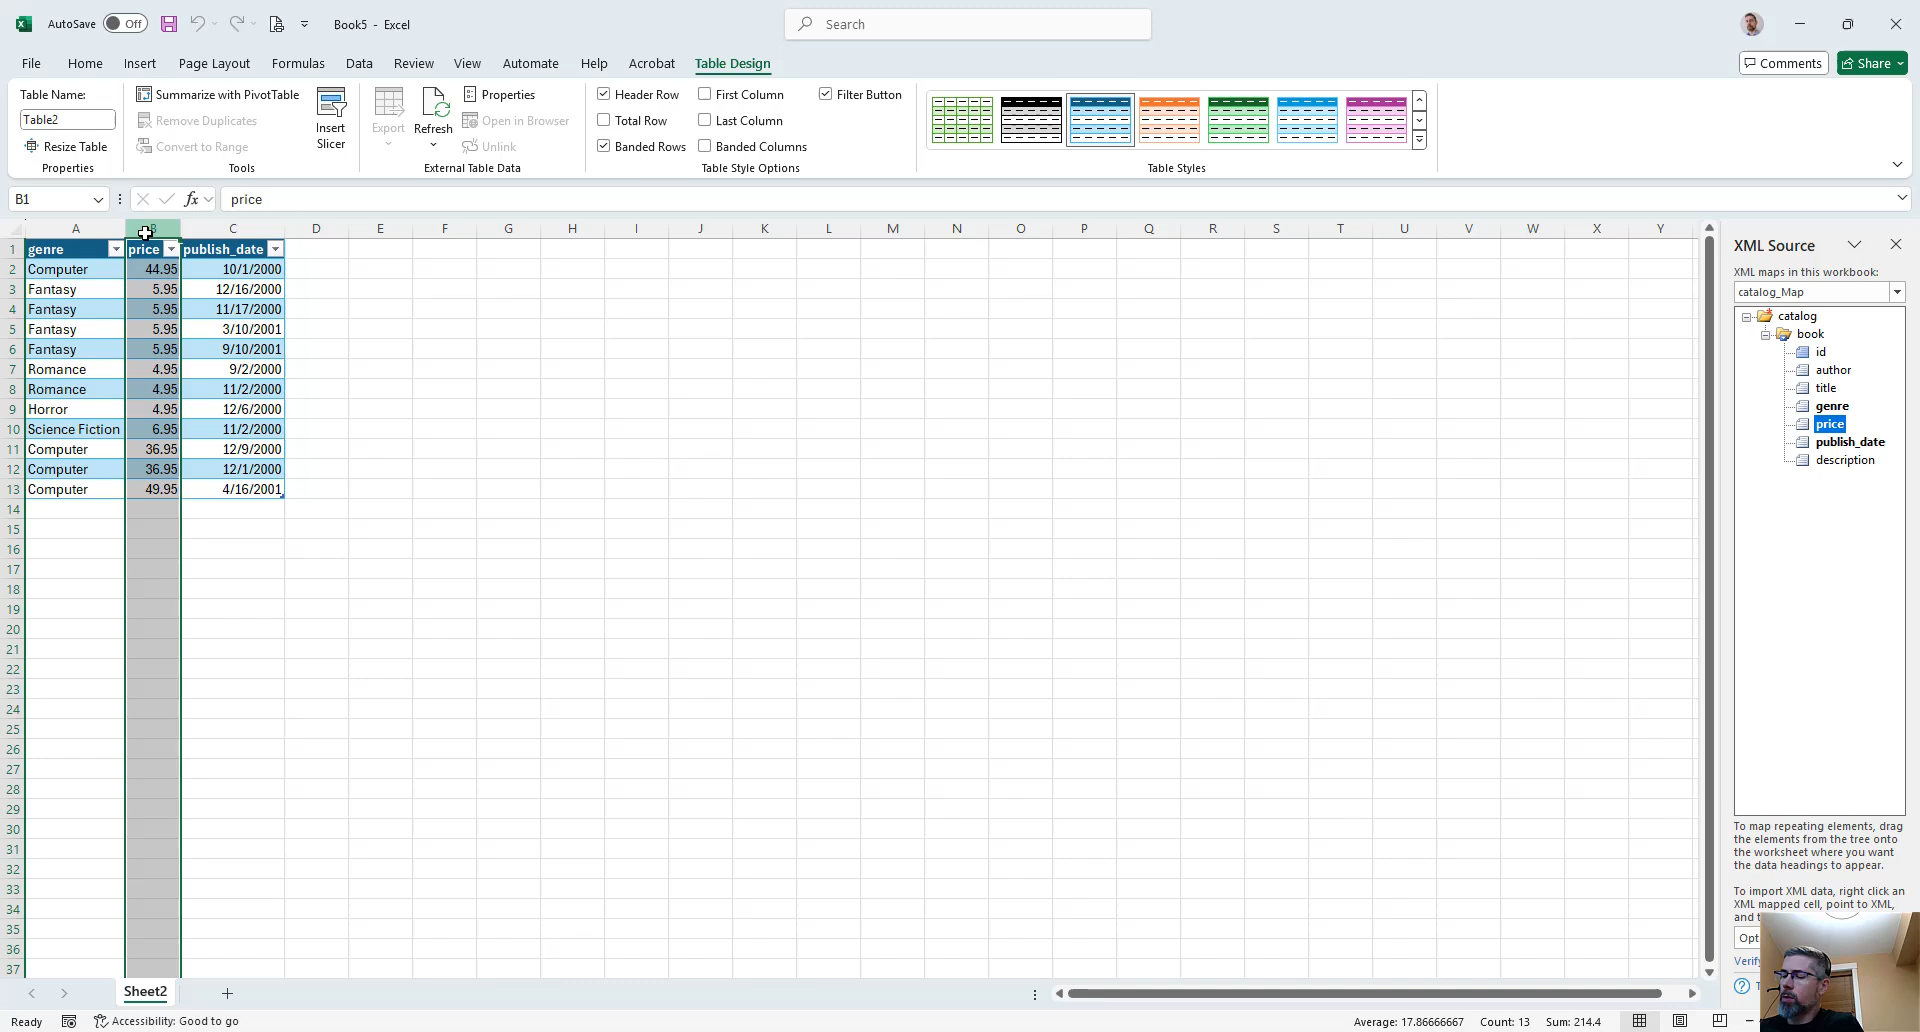 AutoSave Off Book5 - Excel Search
File Home Insert Page Layout Formulas Data Review View Automate Help Acrobat Table Design Comments Share
Table Name:
Table2
Resize Table
Properties
Summarize with PivotTable
Remove Duplicates
Convert to Range
Tools
Insert
Slicer
Export
Refresh
Properties
Open in Browser
Unlink
External Table Data
Header Row First Column Filter Button
Total Row Last Column
Banded Rows Banded Columns
Table Style Options
Table Styles
B1 fx price
A B C D E F G H I J K L M N O P Q R S T U V W X Y
1 genre price publish_date
2 Computer 44.95 10/1/2000
3 Fantasy 5.95 12/16/2000
4 Fantasy 5.95 11/17/2000
5 Fantasy 5.95 3/10/2001
6 Fantasy 5.95 9/10/2001
7 Romance 4.95 9/2/2000
8 Romance 4.95 11/2/2000
9 Horror 4.95 12/6/2000
10 Science Fiction 6.95 11/2/2000
11 Computer 36.95 12/9/2000
12 Computer 36.95 12/1/2000
13 Computer 49.95 4/16/2001
14
15
16
17
18
19
20
21
22
23
24
25
26
27
28
29
30
31
32
33
34
35
36
37
XML Source
XML maps in this workbook:
catalog_Map
catalog
book
id
author
title
genre
price
publish_date
description
To map repeating elements, drag
the elements from the tree onto
the worksheet where you want
the data headings to appear.
To import XML data, right click an
XML mapped cell, point to XML,
and t
Opt
Verify
Sheet2
Ready Accessibility: Good to go Average: 17.86666667 Count: 13 Sum: 214.4